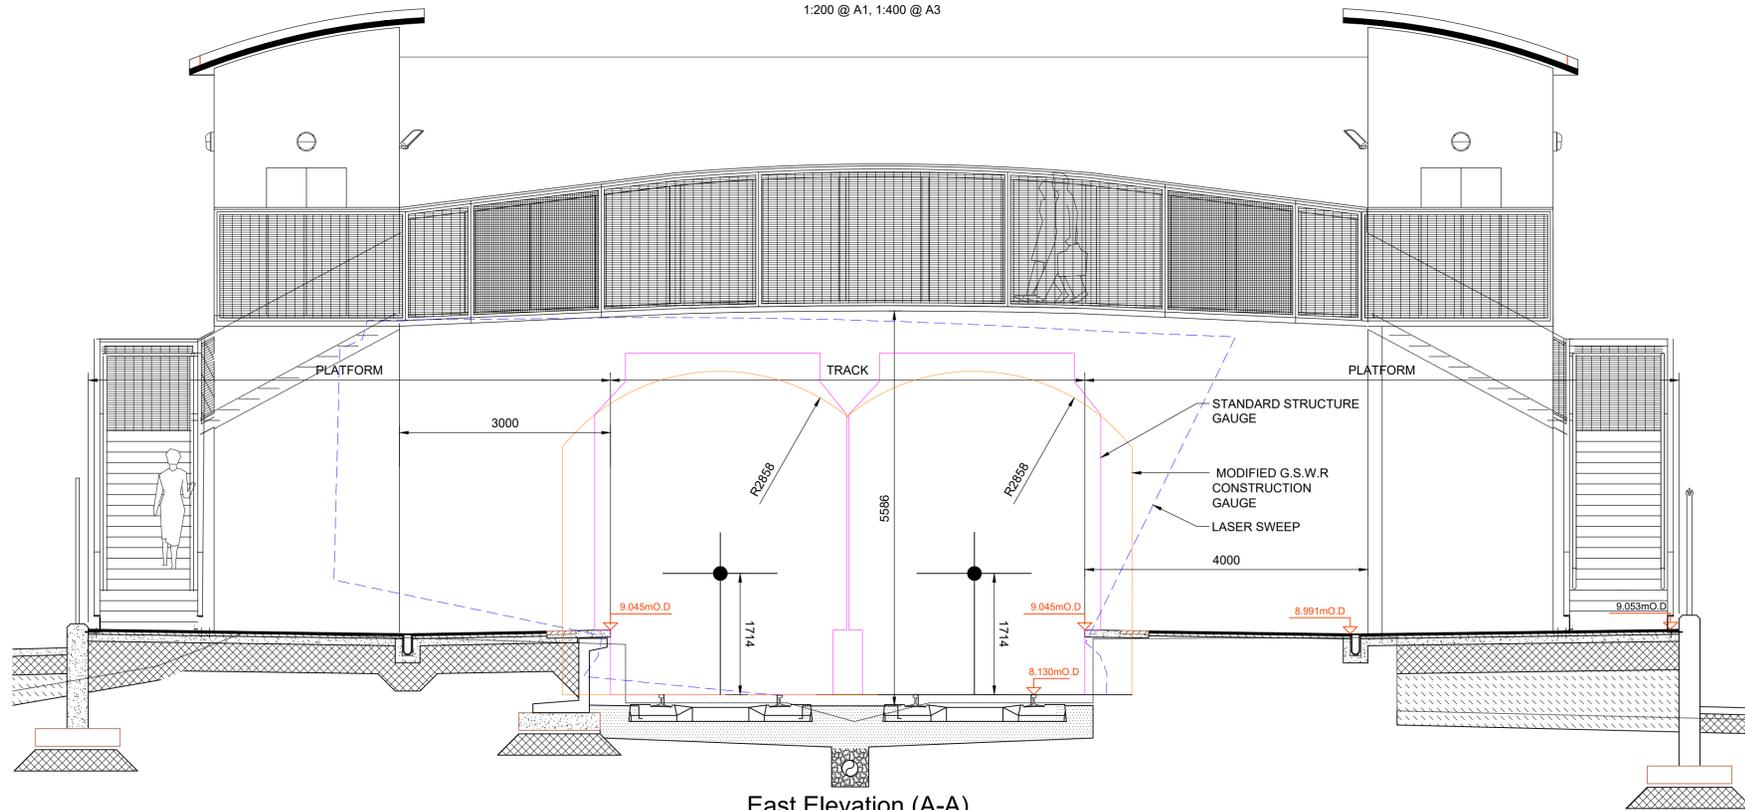 1:200 @ A1, 1:400 @ A3
PLATFORM
TRACK
PLATFORM
3000
STANDARD STRUCTURE
GAUGE
R2858
R2858
MODIFIED G.S.W.R
CONSTRUCTION
GAUGE
5586
LASER SWEEP
4000
9.045mO.D
9.045mO.D
8.991mO.D
9.053mO.D
1714
1714
8.130mO.D
East Elevation (A-A)